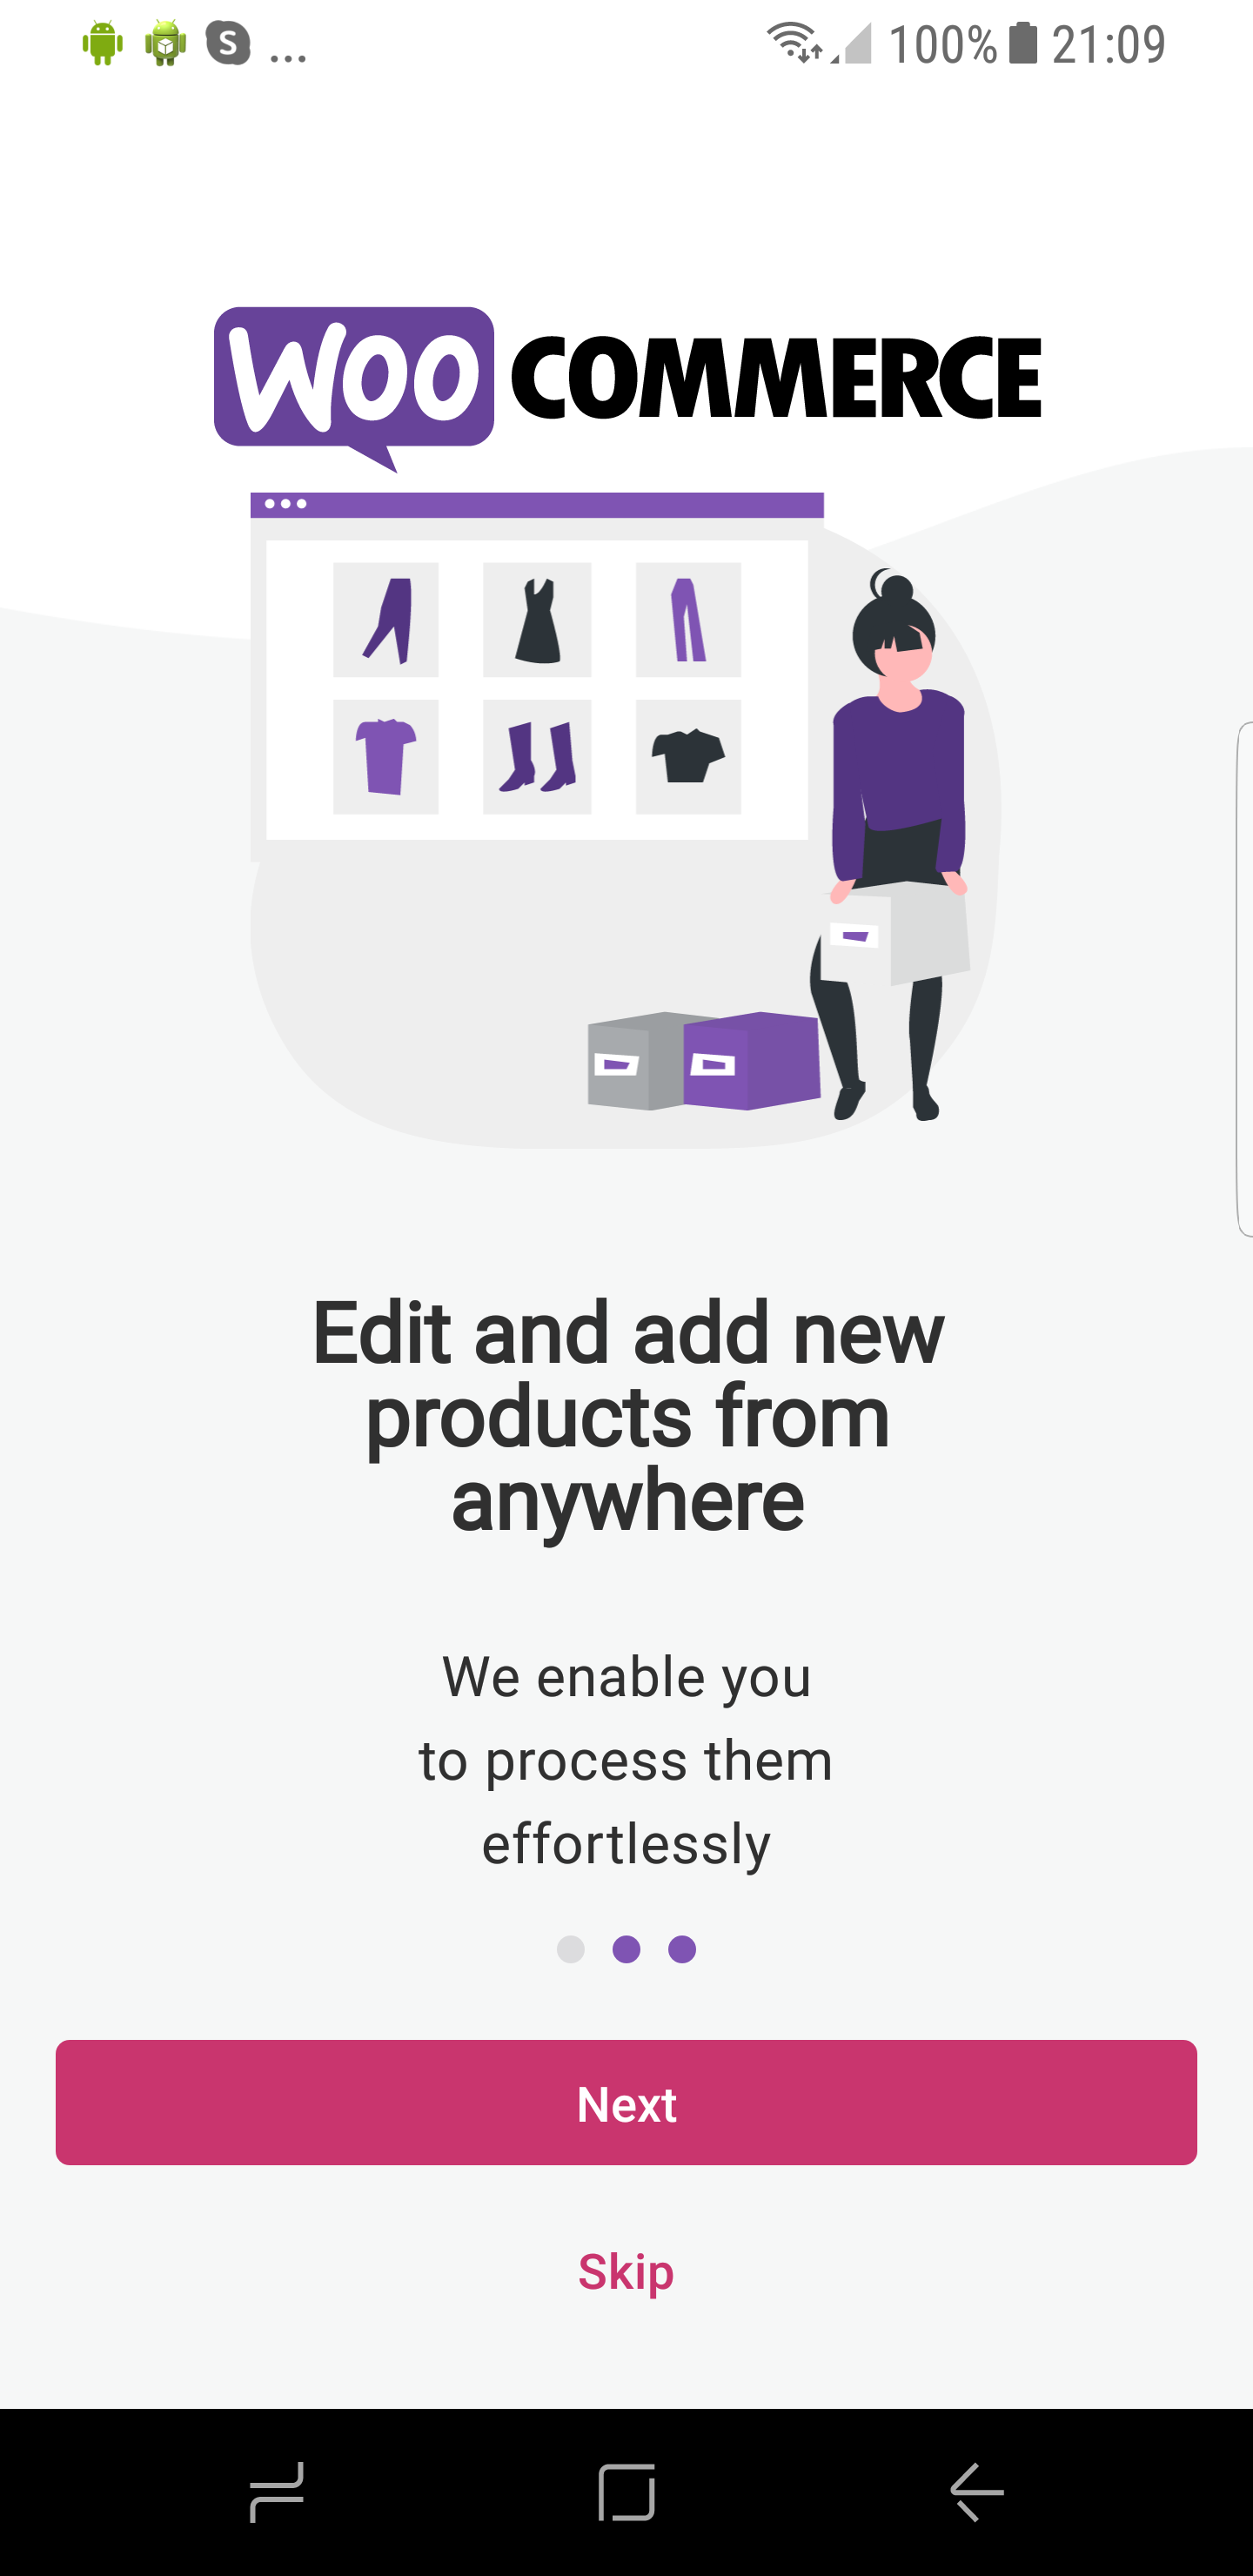 S ... 100% 21:09
WOO COMMERCE
Edit and add new
products from
anywhere
We enable you
to process them
effortlessly
Next
Skip